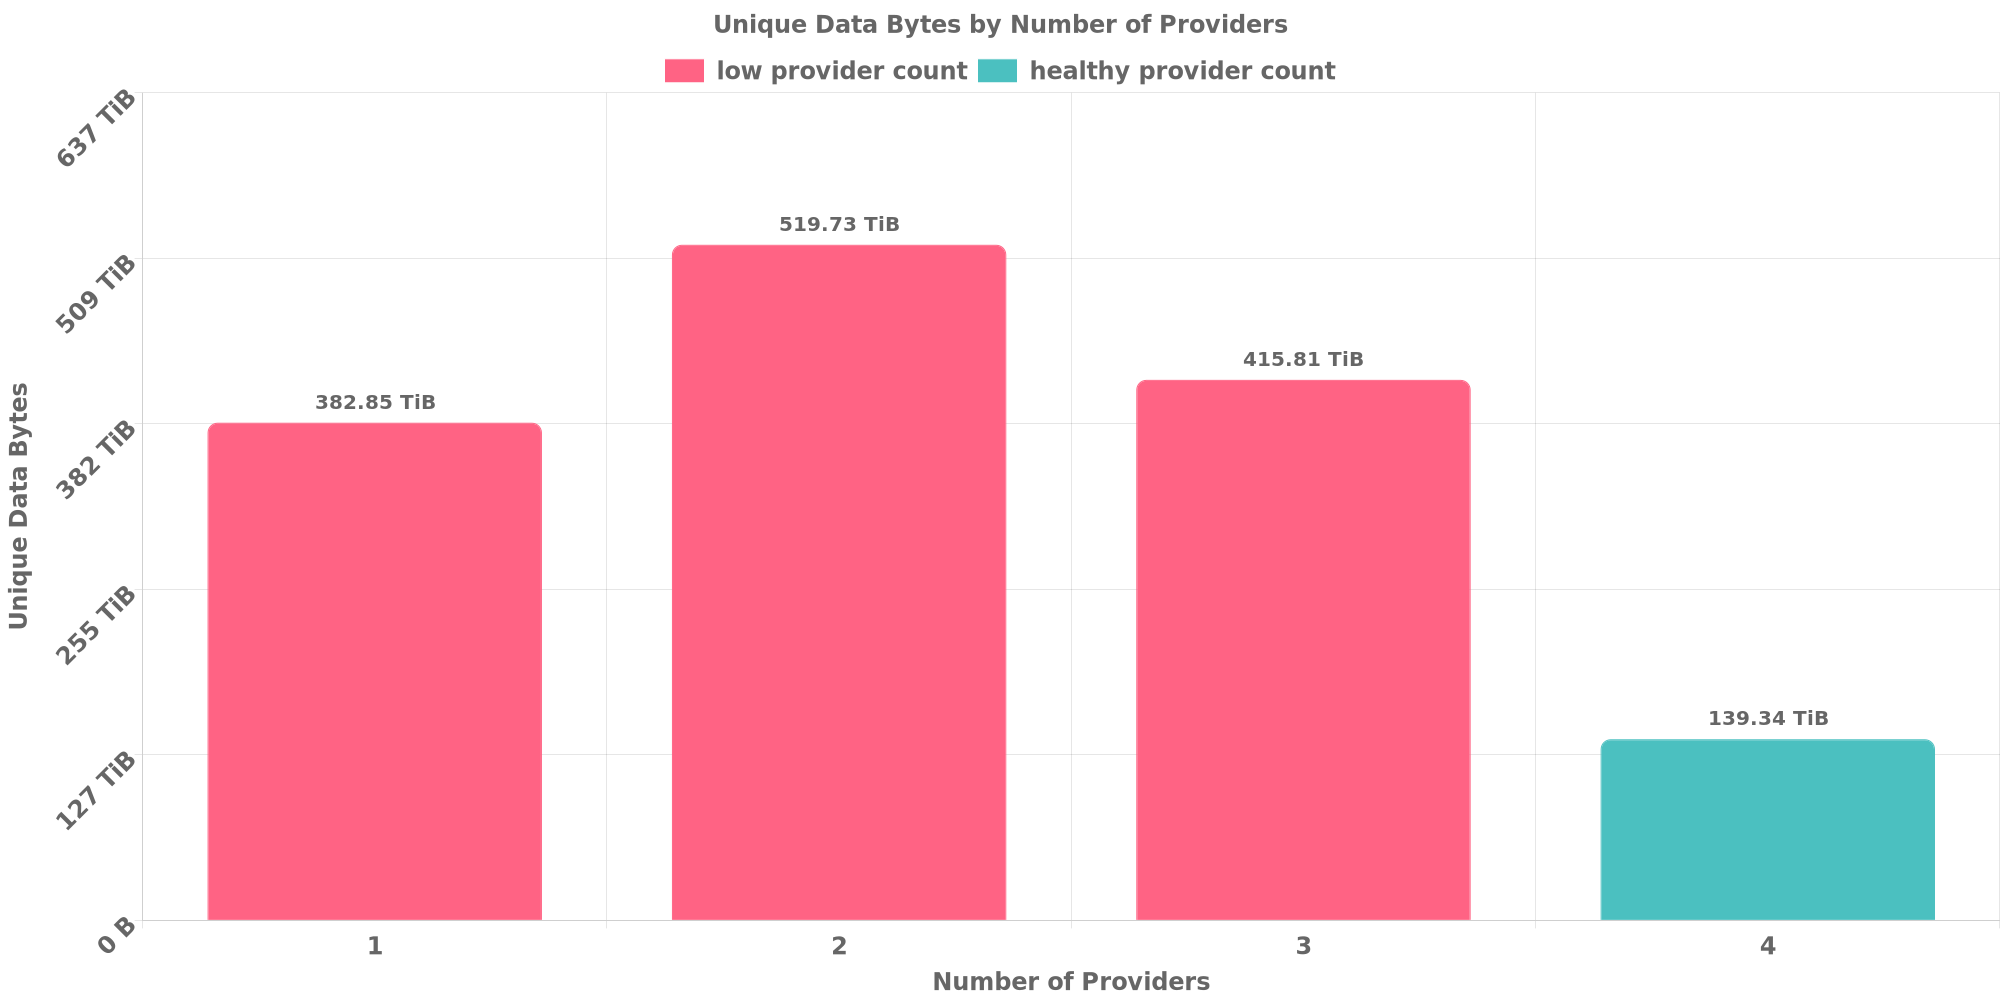 Unique Data Bytes by Number of Providers
low provider count healthy provider count
637 TiB
509 TiB
382 TiB
255 TiB
127 TiB
0 B
Unique Data Bytes
382.85 TiB
519.73 TiB
415.81 TiB
139.34 TiB
1 2 3 4
Number of Providers